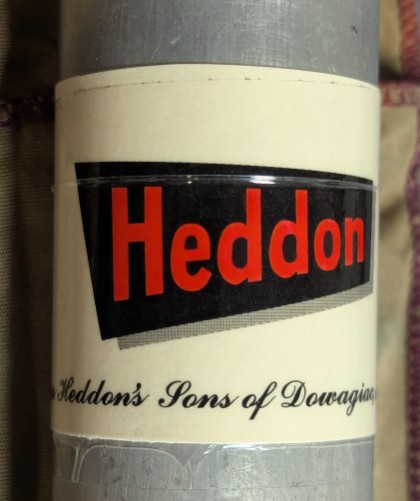 Heddon
Heddon's Sons of Dowagiac,